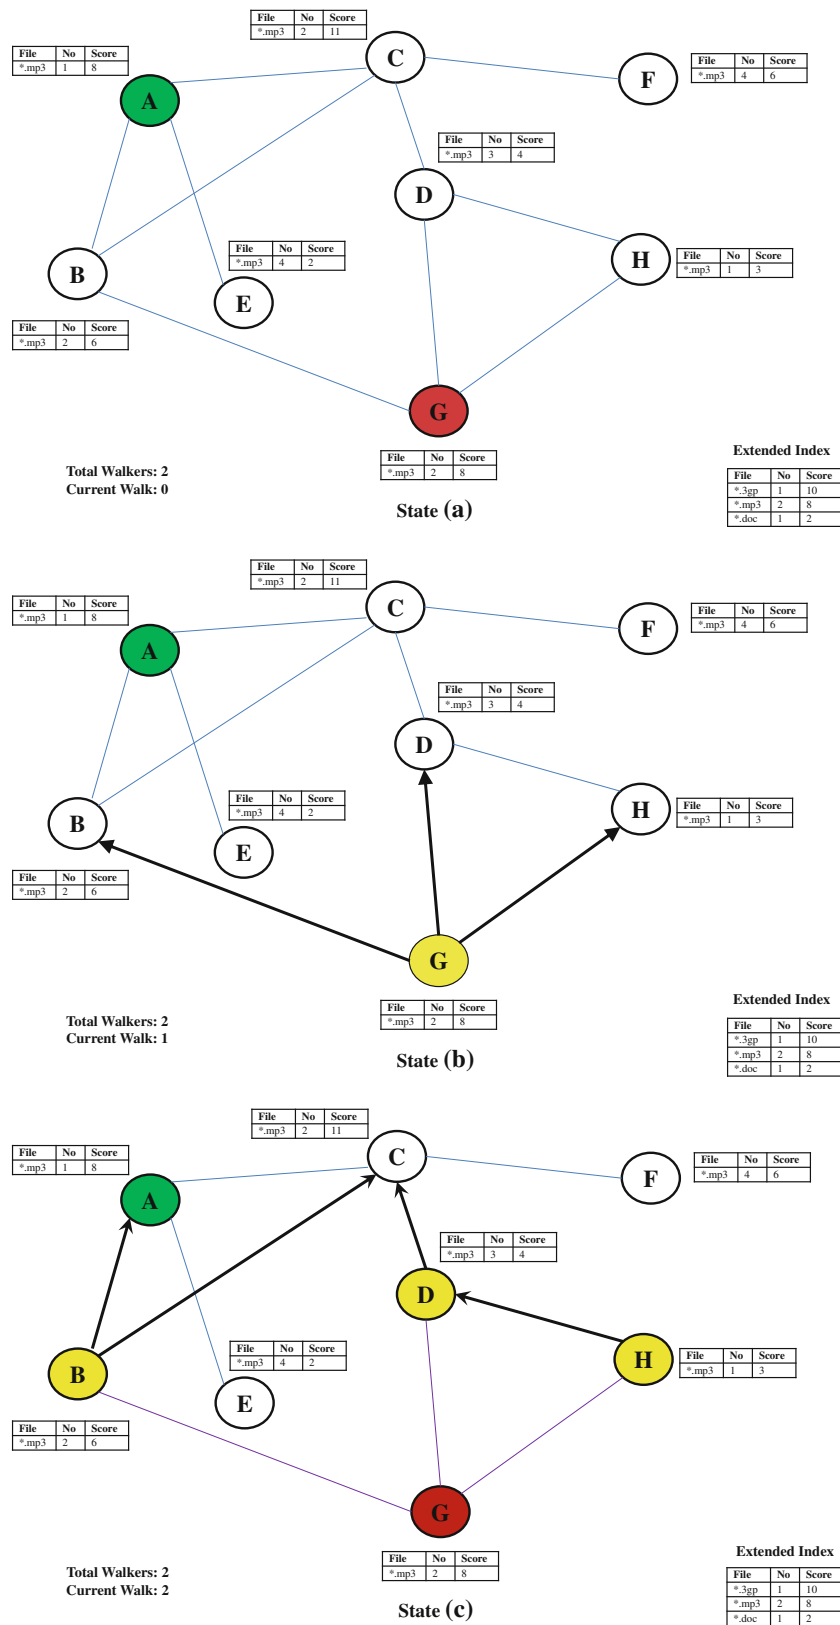 File No Score
*.mp3 2 11
C
File No Score
*.mp3 1 8
A
F
File No Score
*.mp3 4 6
File No Score
*.mp3 3 4
D
B
File No Score
*.mp3 4 2
E
H
File No Score
*.mp3 1 3
File No Score
*.mp3 2 6
G
File No Score
*.mp3 2 8
Total Walkers: 2
Current Walk: 0
State (a)
Extended Index
File No Score
*.3gp 1 10
*.mp3 2 8
*.doc 1 2
File No Score
*.mp3 2 11
C
File No Score
*.mp3 1 8
A
F
File No Score
*.mp3 4 6
File No Score
*.mp3 3 4
D
B
File No Score
*.mp3 4 2
E
H
File No Score
*.mp3 1 3
File No Score
*.mp3 2 6
G
File No Score
*.mp3 2 8
Total Walkers: 2
Current Walk: 1
State (b)
Extended Index
File No Score
*.3gp 1 10
*.mp3 2 8
*.doc 1 2
File No Score
*.mp3 2 11
C
File No Score
*.mp3 1 8
A
F
File No Score
*.mp3 4 6
File No Score
*.mp3 3 4
D
B
File No Score
*.mp3 4 2
E
H
File No Score
*.mp3 1 3
File No Score
*.mp3 2 6
G
File No Score
*.mp3 2 8
Total Walkers: 2
Current Walk: 2
State (c)
Extended Index
File No Score
*.3gp 1 10
*.mp3 2 8
*.doc 1 2